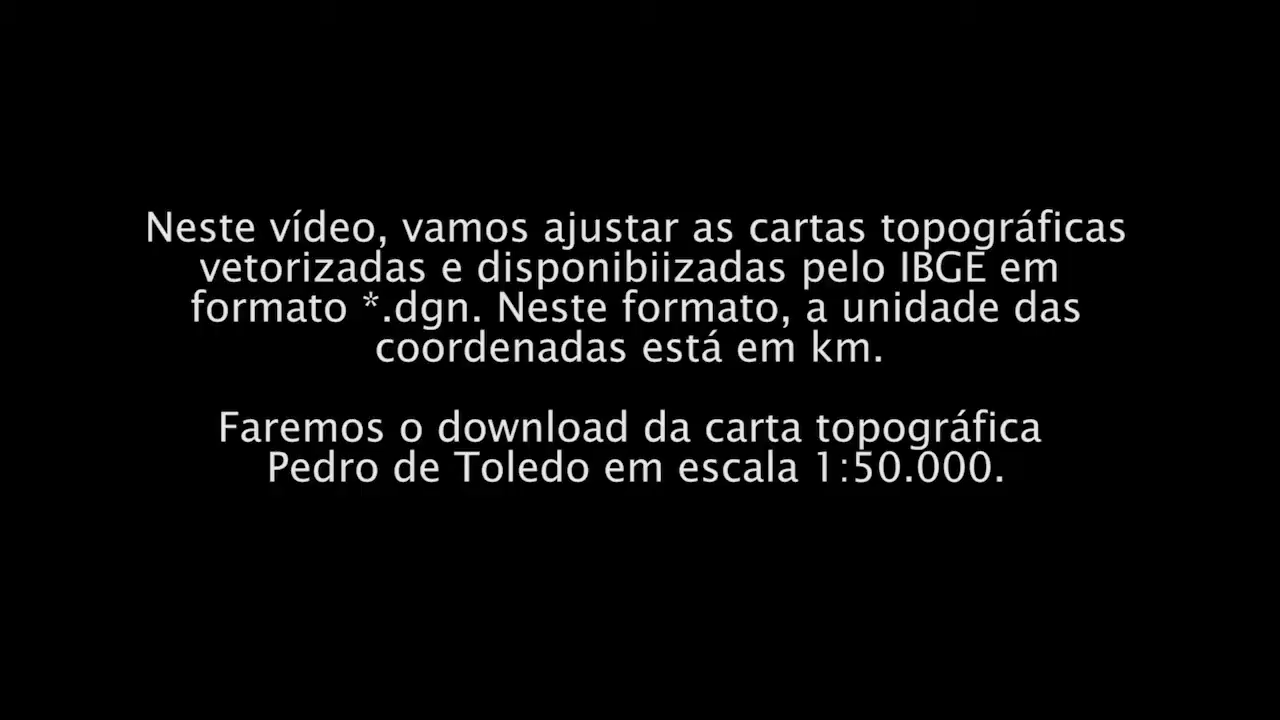 Neste vídeo, vamos ajustar as cartas topográficas
vetorizadas e disponibiizadas pelo IBGE em
formato *.dgn. Neste formato, a unidade das
coordenadas está em km.
Faremos o download da carta topográfica
Pedro de Toledo em escala 1:50.000.